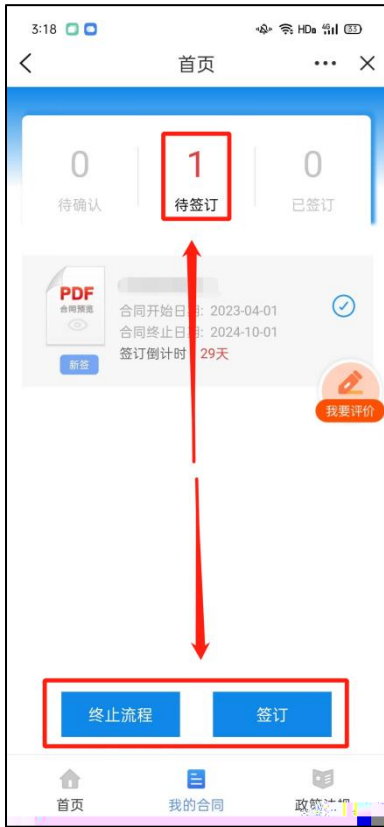 3:18 HD 4G 33
首页
0 1 0
待确认 待签订 已签订
PDF
合同预览
新签
合同开始日期: 2023-04-01
合同终止日期: 2024-10-01
签订倒计时 29天
我要评价
终止流程 签订
首页 我的合同 政策法规